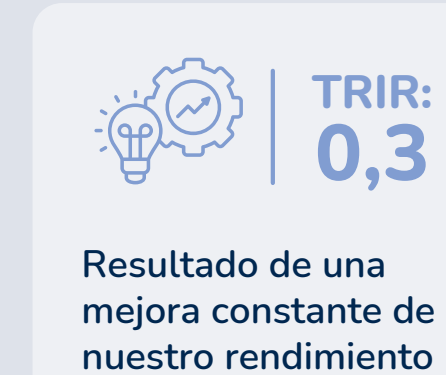 TRIR:
0,3
Resultado de una
mejora constante de
nuestro rendimiento